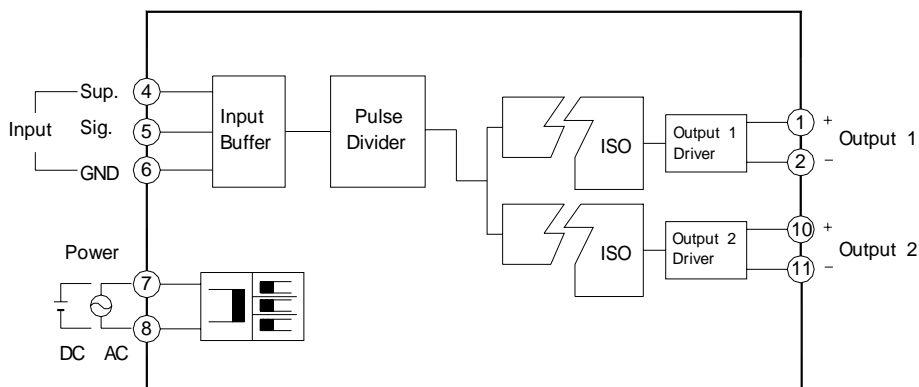 Sup.
4
Input
Sig.
5
GND
6
Input
Buffer
Pulse
Divider
ISO
Output 1
Driver
1
+
2
−
Output 1
ISO
Output 2
Driver
10
+
11
−
Output 2
Power
7
8
DC
AC